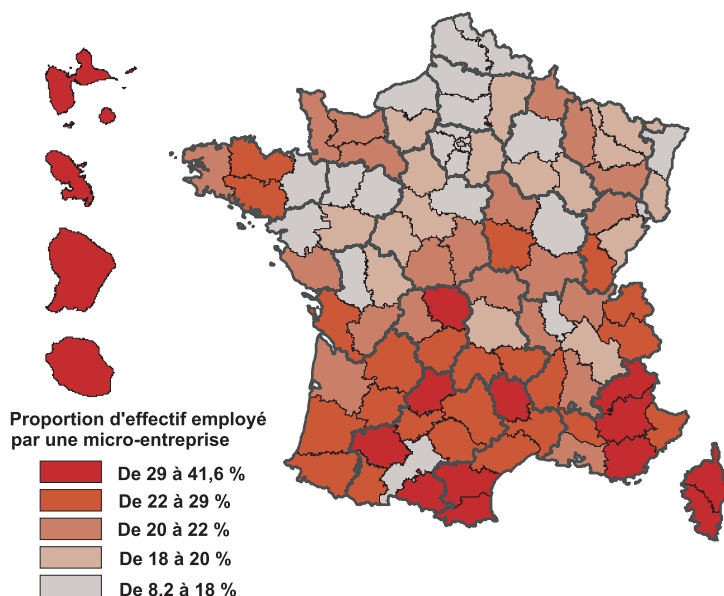 Proportion d'effectif employé
par une micro-entreprise
De 29 à 41,6 %
De 22 à 29 %
De 20 à 22 %
De 18 à 20 %
De 8,2 à 18 %